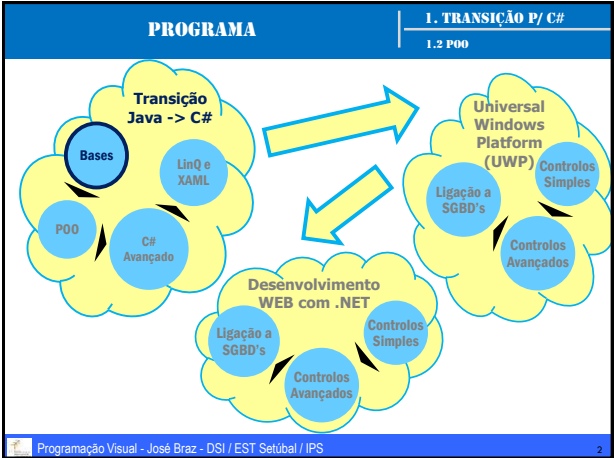 PROGRAMA
1. TRANSIÇÃO P/ C#
1.2 POO
Transição
Java -> C#
Bases
LinQ e
XAML
POO
C#
Avançado
Universal
Windows
Platform
(UWP)
Controlos
Simples
Ligação a
SGBD's
Controlos
Avançados
Desenvolvimento
WEB com .NET
Ligação a
SGBD's
Controlos
Simples
Controlos
Avançados
Programação Visual - José Braz - DSI / EST Setúbal / IPS
2